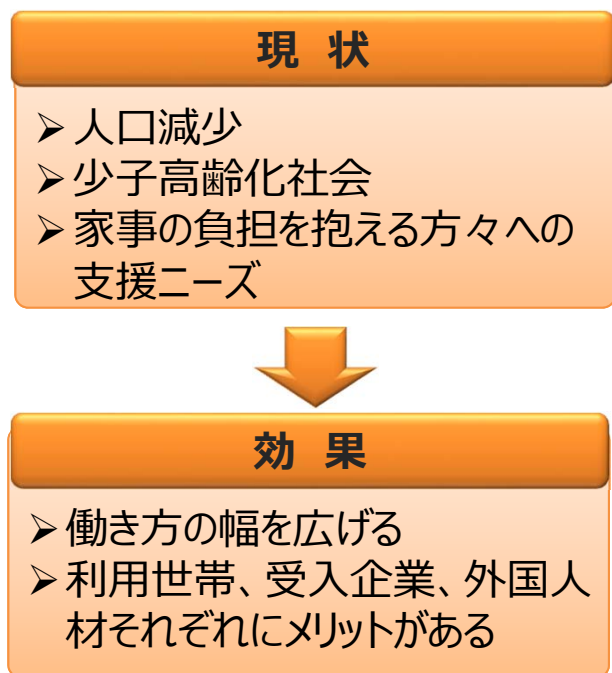 現 状
➢ 人口減少
➢ 少子高齢化社会
➢ 家事の負担を抱える方々への
支援ニーズ
効 果
➢ 働き方の幅を広げる
➢ 利用世帯、受入企業、外国人
材それぞれにメリットがある